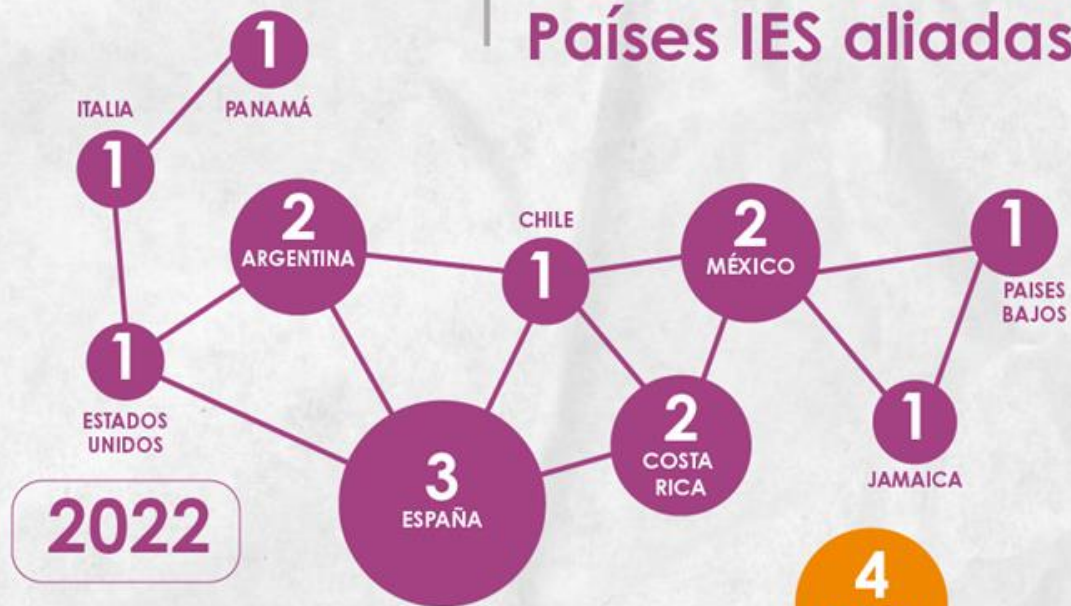 Países IES aliadas
1
PANAMÁ
ITALIA
1
2
ARGENTINA
CHILE
1
2
MÉXICO
1
PAISES
BAJOS
1
ESTADOS
UNIDOS
3
ESPAÑA
2
COSTA
RICA
1
JAMAICA
2022
4